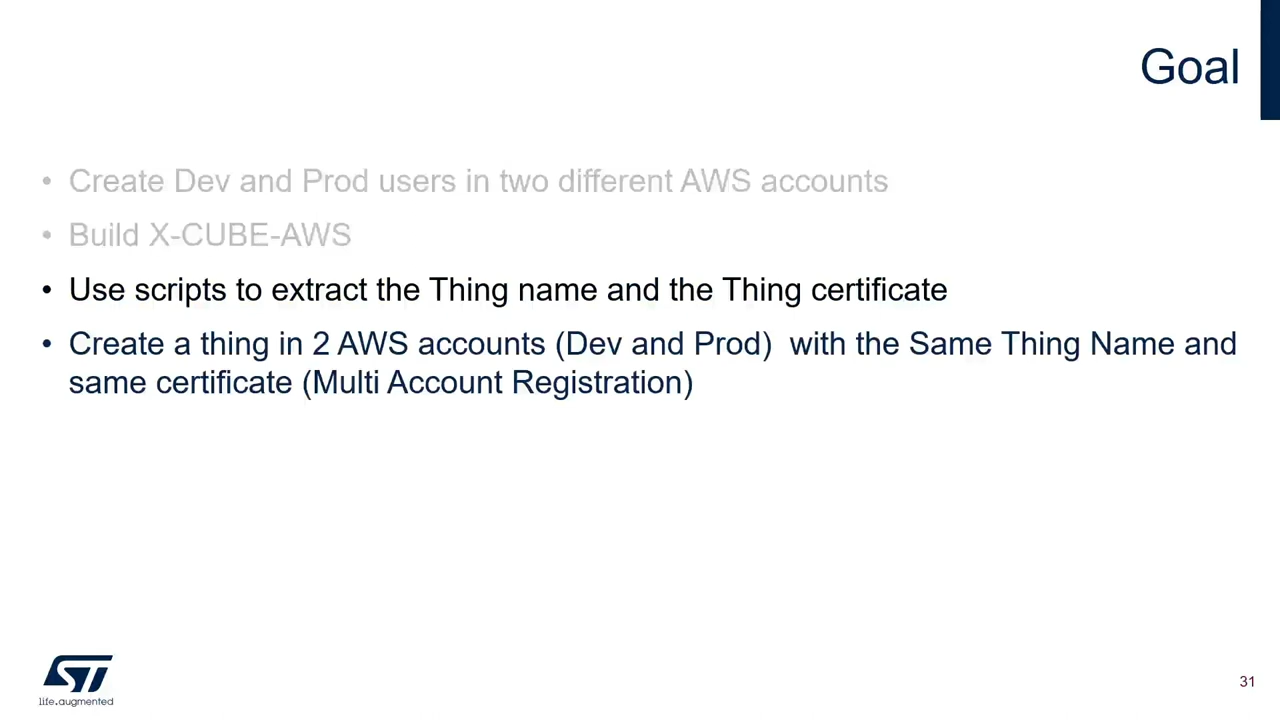 Goal
• Create Dev and Prod users in two different AWS accounts
• Build X-CUBE-AWS
• Use scripts to extract the Thing name and the Thing certificate
• Create a thing in 2 AWS accounts (Dev and Prod)  with the Same Thing Name and
same certificate (Multi Account Registration)
ST
life.augmented
31